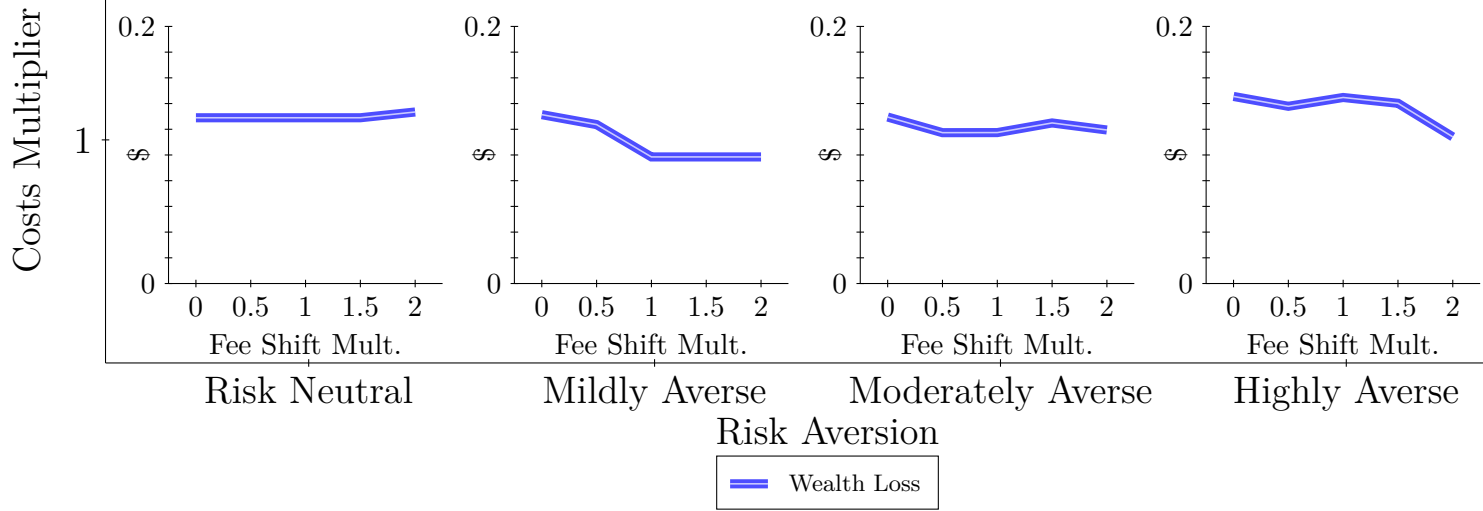 Costs Multiplier
1
0.2
$
0
0 0.5 1 1.5 2
Fee Shift Mult.
0.2
$
0
0 0.5 1 1.5 2
Fee Shift Mult.
0.2
$
0
0 0.5 1 1.5 2
Fee Shift Mult.
0.2
$
0
0 0.5 1 1.5 2
Fee Shift Mult.
Risk Neutral
Mildly Averse
Moderately Averse
Highly Averse
Risk Aversion
Wealth Loss